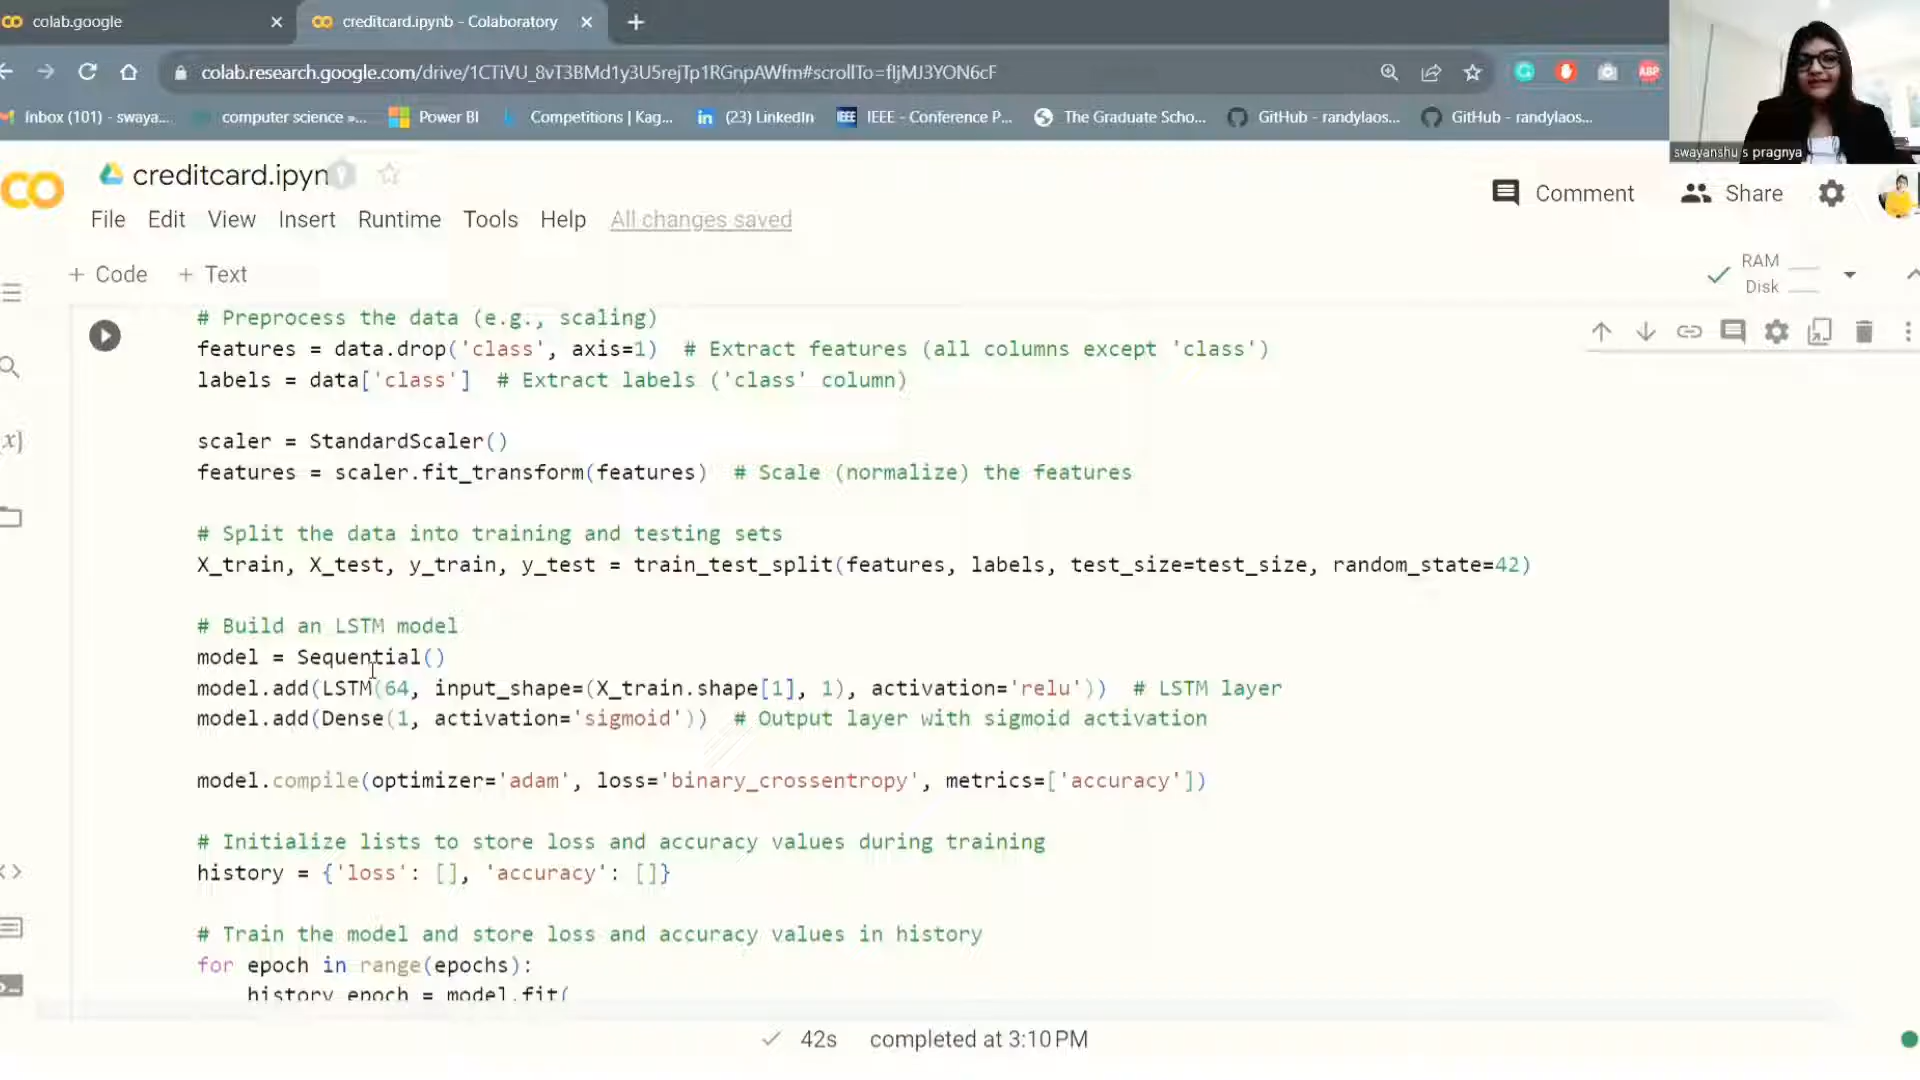 colab.google
creditcard.ipynb - Colaboratory
colab.research.google.com/drive/1CTiVU_8vT3BMd1y3U5rejTp1RGnpAWfm#scrollTo=fIjMJ3YON6cF
ABP
Inbox (101) - swaya...
computer science »...
Power BI
Competitions | Kag...
(23) LinkedIn
IEEE - Conference P...
The Graduate Scho...
GitHub - randylaos...
GitHub - randylaos...
swayanshu s pragnya
creditcard.ipyn
Comment
Share
File Edit View Insert Runtime Tools Help All changes saved
+ Code + Text
RAM
Disk
# Preprocess the data (e.g., scaling)
features = data.drop('class', axis=1)  # Extract features (all columns except 'class')
labels = data['class']  # Extract labels ('class' column)
scaler = StandardScaler()
features = scaler.fit_transform(features)  # Scale (normalize) the features
# Split the data into training and testing sets
X_train, X_test, y_train, y_test = train_test_split(features, labels, test_size=test_size, random_state=42)
# Build an LSTM model
model = Sequential()
model.add(LSTM(64, input_shape=(X_train.shape[1], 1), activation='relu'))  # LSTM layer
model.add(Dense(1, activation='sigmoid'))  # Output layer with sigmoid activation
model.compile(optimizer='adam', loss='binary_crossentropy', metrics=['accuracy'])
# Initialize lists to store loss and accuracy values during training
history = {'loss': [], 'accuracy': []}
# Train the model and store loss and accuracy values in history
for epoch in range(epochs):
history_epoch = model.fit(
42s completed at 3:10 PM